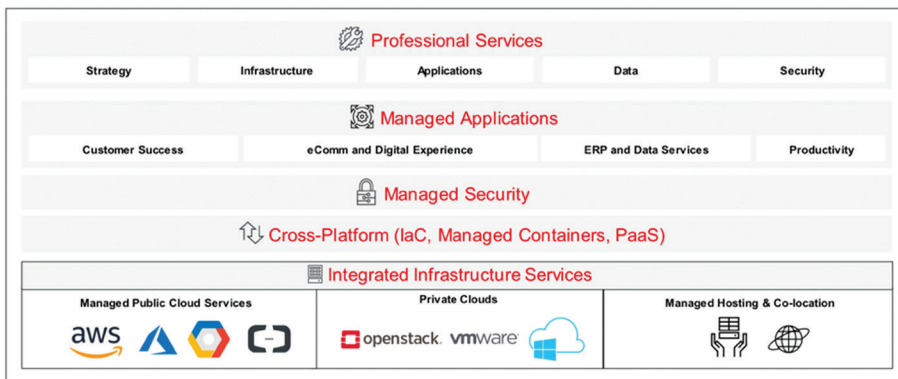 Professional Services
Strategy
Infrastructure
Applications
Data
Security
Managed Applications
Customer Success
eComm and Digital Experience
ERP and Data Services
Productivity
Managed Security
Cross-Platform (IaC, Managed Containers, PaaS)
Integrated Infrastructure Services
Managed Public Cloud Services
aws
Private Clouds
openstack.
vmware
Managed Hosting & Co-location